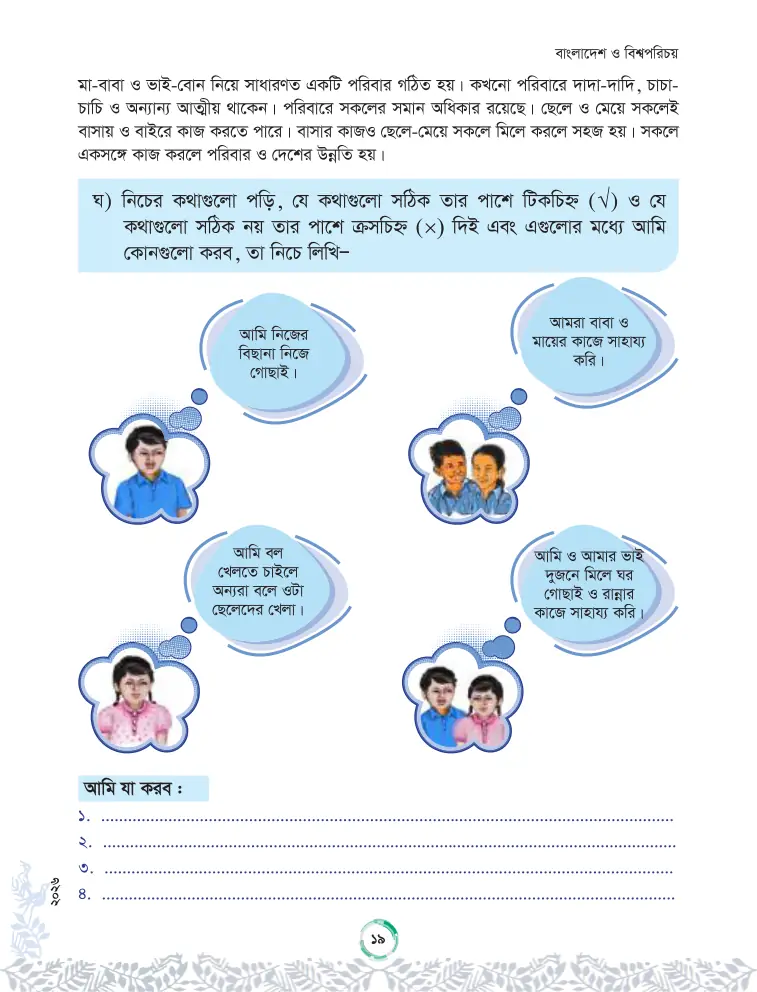 বাংলাদেশ ও বিশ্বপরিচয়
মা-বাবা ও ভাই-বোন নিয়ে সাধারণত একটি পরিবার গঠিত হয়। কখনো পরিবারে দাদা-দাদি, চাচা-
চাচি ও অন্যান্য আত্মীয় থাকেন। পরিবারে সকলের সমান অধিকার রয়েছে। ছেলে ও মেয়ে সকলেই
বাসায় ও বাইরে কাজ করতে পারে। বাসার কাজও ছেলে-মেয়ে সকলে মিলে করলে সহজ হয়। সকলে
একসঙ্গে কাজ করলে পরিবার ও দেশের উন্নতি হয়।
ঘ) নিচের কথাগুলো পড়ি, যে কথাগুলো সঠিক তার পাশে টিকচিহ্ন (√) ও যে
কথাগুলো সঠিক নয় তার পাশে ক্রসচিহ্ন (×) দিই এবং এগুলোর মধ্যে আমি
কোনগুলো করব, তা নিচে লিখি–
আমি নিজের
বিছানা নিজে
গোছাই।
আমরা বাবা ও
মায়ের কাজে সাহায্য
করি।
আমি বল
খেলতে চাইলে
অন্যরা বলে ওটা
ছেলেদের খেলা।
আমি ও আমার ভাই
দুজনে মিলে ঘর
গোছাই ও রান্নার
কাজে সাহায্য করি।
আমি যা করব :
১. ........................................................................
২. ........................................................................
৩. ........................................................................
৪. ........................................................................
২০২৬
১৯